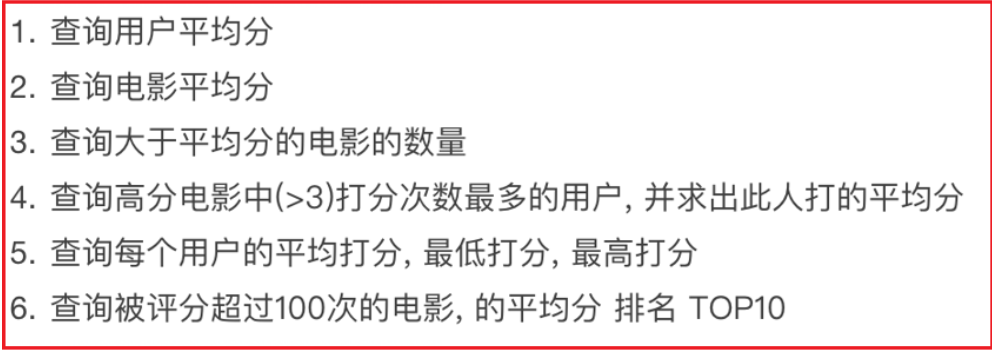 1. 查询用户平均分
2. 查询电影平均分
3. 查询大于平均分的电影的数量
4. 查询高分电影中(>3)打分次数最多的用户, 并求出此人打的平均分
5. 查询每个用户的平均打分, 最低打分, 最高打分
6. 查询被评分超过100次的电影, 的平均分 排名 TOP10